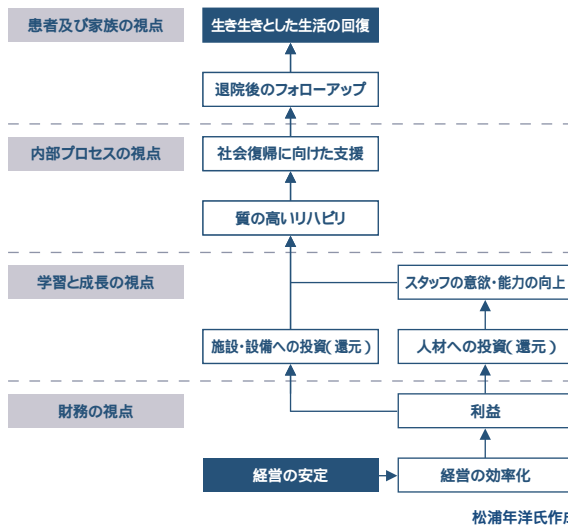 患者及び家族の視点
生き生きとした生活の回復
退院後のフォローアップ
内部プロセスの視点
社会復帰に向けた支援
質の高いリハビリ
学習と成長の視点
スタッフの意欲・能力の向上
施設・設備への投資(還元)
人材への投資(還元)
財務の視点
利益
経営の安定
経営の効率化
松浦年洋氏作成